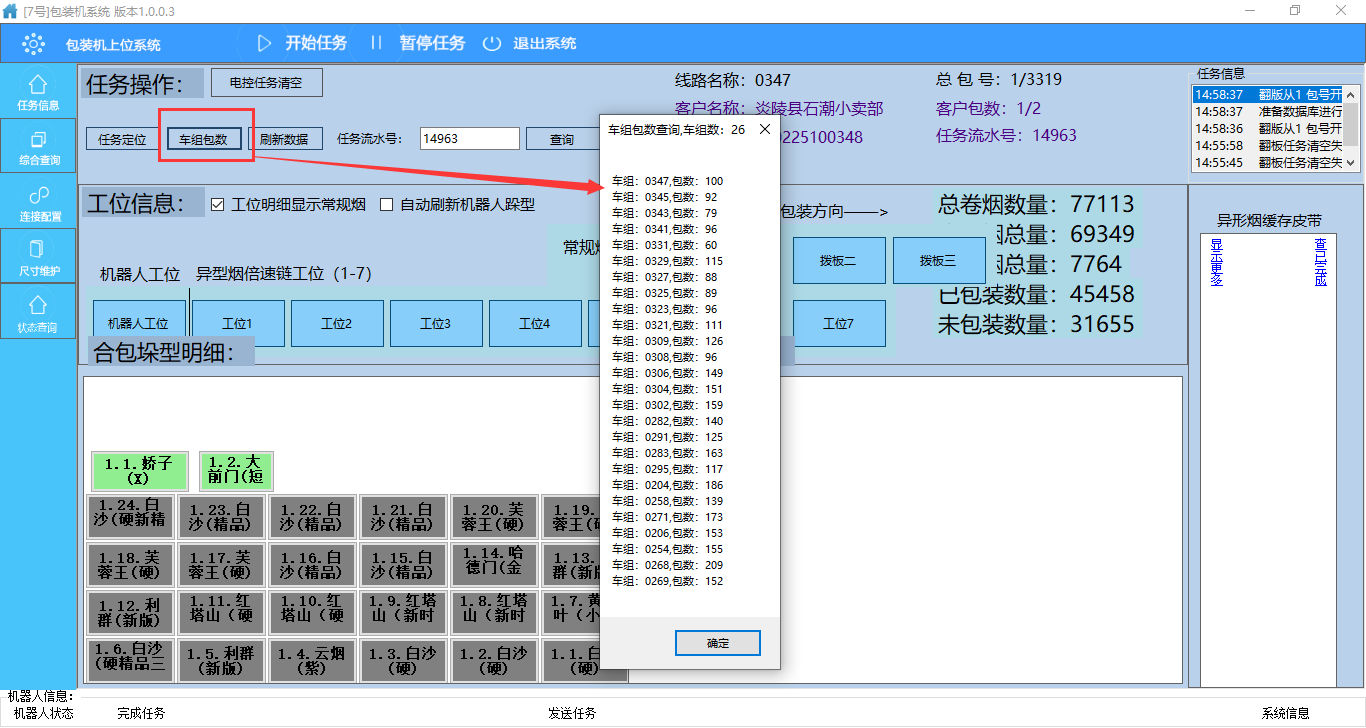 [7号]包装机系统 版本1.0.0.3
包装机上位系统
开始任务
暂停任务
退出系统
任务信息
综合查询
连接配置
尺寸维护
状态查询
任务操作：
电控任务清空
任务定位
车组包数
刷新数据
任务流水号：
14963
查询
线路名称：0347
总 包 号：1/3319
客户名称：炎陵县石潮小卖部
客户包数：1/2
0225100348
任务流水号：14963
任务信息
14:58:37 翻版从1 包号开
14:58:37 准备数据库进行
14:58:36 翻版从1 包号开
14:55:58 翻板任务清空失
14:55:45 翻板任务清空失
工位信息：
工位明细显示常规烟
自动刷新机器人跺型
包装方向——>
常规烟
机器人工位
异型烟倍速链工位（1-7）
拨板二
拨板三
机器人工位
工位1
工位2
工位3
工位4
工位7
总卷烟数量：77113
烟总量：69349
烟总量：7764
已包装数量：45458
未包装数量：31655
异形烟缓存皮带
显示更多
查已完成
合包垛型明细：
1.1.娇子(X)
1.2.大前门(短
1.24.白沙(硬新精
1.23.白沙(精品)
1.22.白沙(精品)
1.21.白沙(精品)
1.20.芙蓉王(硬)
1.19.
蓉王(硬
1.18.芙蓉王(硬)
1.17.芙蓉王(硬)
1.16.白沙(精品)
1.15.白沙(精品)
1.14.哈德门(金
1.13.
群(新版
1.12.利群(新版)
1.11.红塔山（硬
1.10.红塔山（硬
1.9.红塔山（新时
1.8.红塔山（新时
1.7.黄
叶（小
1.6.白沙(硬精品三
1.5.利群(新版)
1.4.云烟(紫)
1.3.白沙(硬)
1.2.白沙(硬)
1.1.白
(硬)
车组包数查询,车组数：26
车组：0347,包数：100
车组：0345,包数：92
车组：0343,包数：79
车组：0341,包数：96
车组：0331,包数：60
车组：0329,包数：115
车组：0327,包数：88
车组：0325,包数：89
车组：0323,包数：96
车组：0321,包数：111
车组：0309,包数：126
车组：0308,包数：96
车组：0306,包数：149
车组：0304,包数：151
车组：0302,包数：159
车组：0282,包数：140
车组：0291,包数：125
车组：0283,包数：163
车组：0295,包数：117
车组：0204,包数：186
车组：0258,包数：139
车组：0271,包数：173
车组：0206,包数：153
车组：0254,包数：155
车组：0268,包数：209
车组：0269,包数：152
确定
机器人信息：
机器人状态
完成任务
发送任务
系统信息